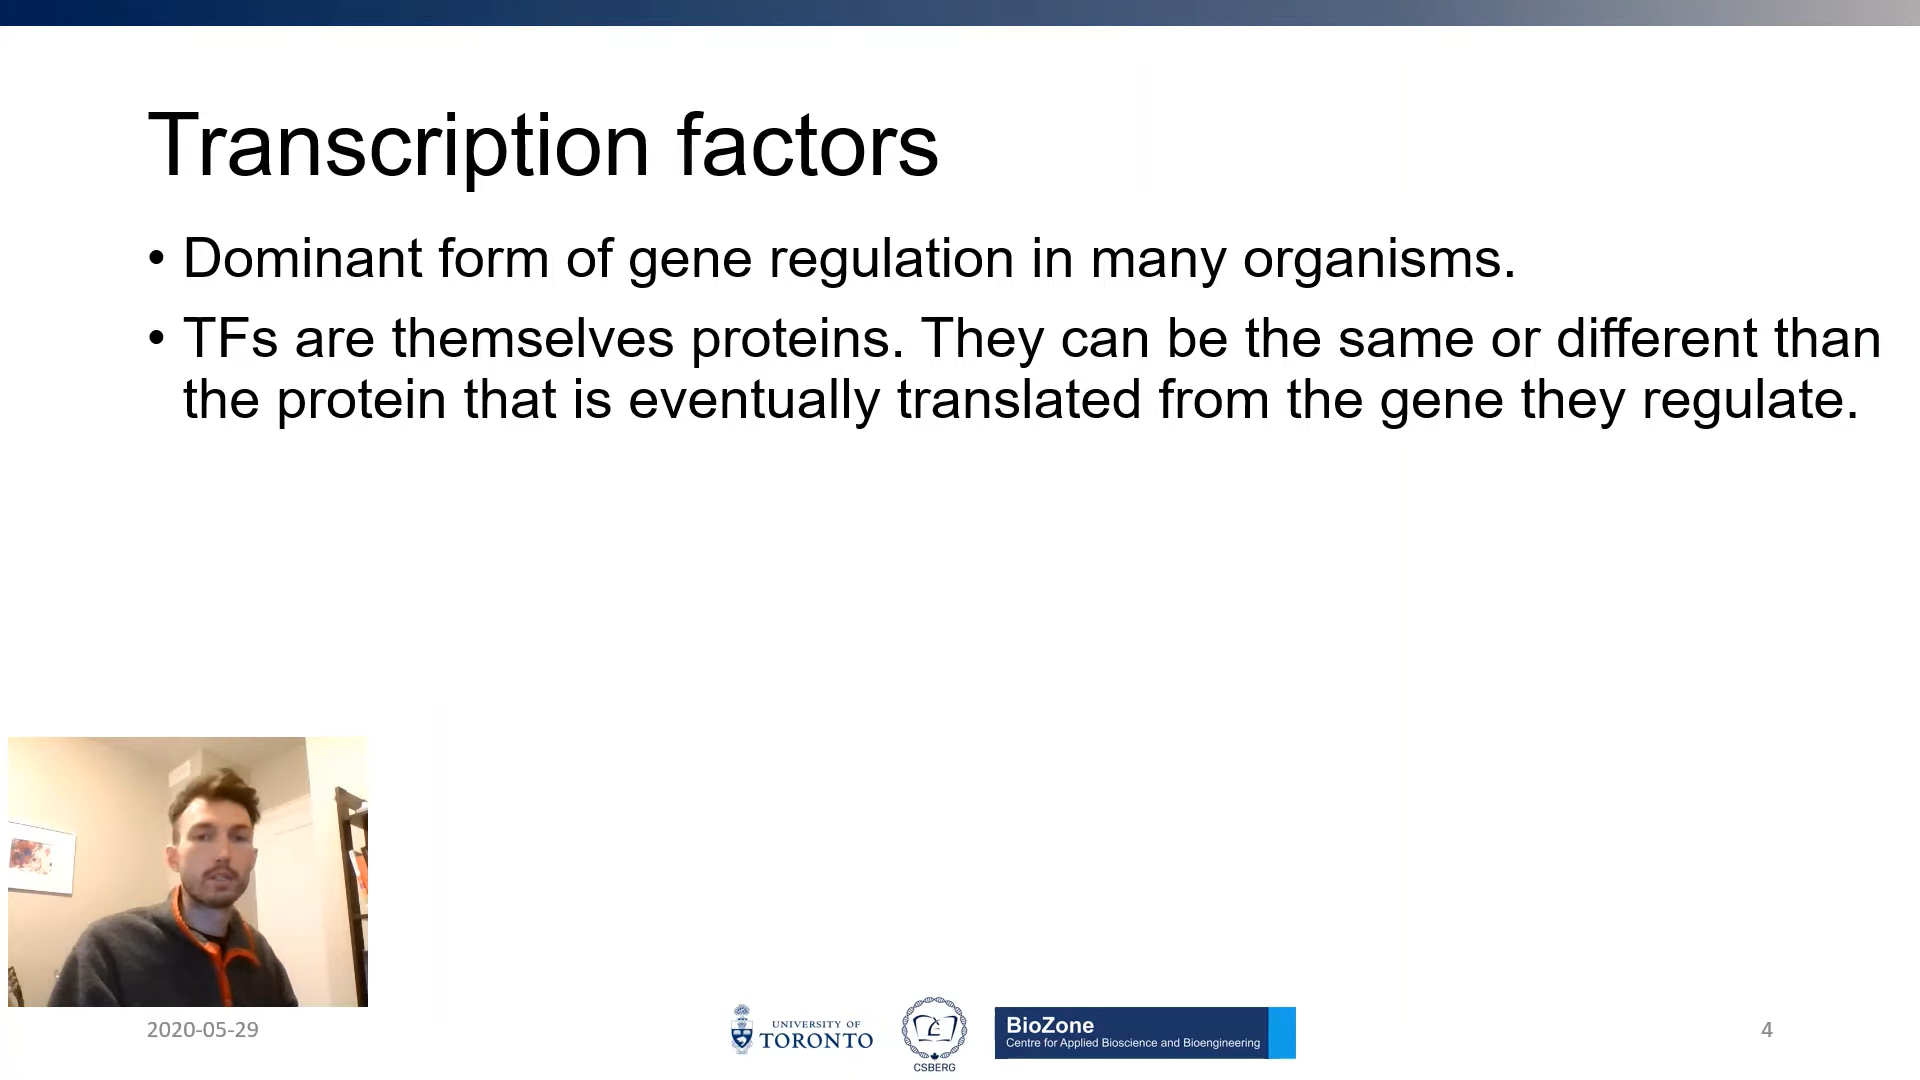 Transcription factors
• Dominant form of gene regulation in many organisms.
• TFs are themselves proteins. They can be the same or different than
the protein that is eventually translated from the gene they regulate.
2020-05-29
UNIVERSITY OF
TORONTO
CSBERG
BioZone
Centre for Applied Bioscience and Bioengineering
4